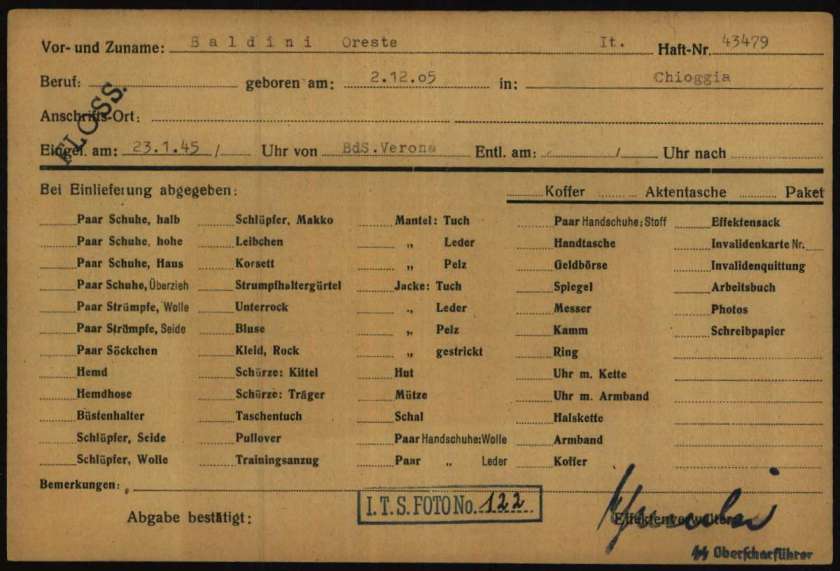 Vor- und Zuname: Baldini Oreste It. Haft-Nr. 43479
Beruf: geboren am: 2.12.05 in: Chioggia
Anschrifts-Ort:
FLOSS.
Eingel. am: 23.1.45 / Uhr von BdS.Verona Entl. am: / Uhr nach
Bei Einlieferung abgegeben: Koffer Aktentasche Paket
Paar Schuhe, halb Schlüpfer, Makko Mantel: Tuch Paar Handschuhe: Stoff Effektensack
Paar Schuhe, hohe Leibchen „ Leder Handtasche Invalidenkarte Nr.
Paar Schuhe, Haus Korsett „ Pelz Geldbörse Invalidenquittung
Paar Schuhe, Überzieh Strumpfhaltergürtel Jacke: Tuch Spiegel Arbeitsbuch
Paar Strümpfe, Wolle Unterrock „ Leder Messer Photos
Paar Strümpfe, Seide Bluse „ Pelz Kamm Schreibpapier
Paar Söckchen Kleid, Rock „ gestrickt Ring
Hemd Schürze: Kittel Hut Uhr m. Kette
Hemdhose Schürze: Träger Mütze Uhr m. Armband
Büstenhalter Taschentuch Schal Halskette
Schlüpfer, Seide Pullover Paar Handschuhe: Wolle Armband
Schlüpfer, Wolle Trainingsanzug Paar „ Leder Koffer
Bemerkungen:
Abgabe bestätigt: I.T.S. FOTO No. 122 Effektenverwalter
SS Oberscharführer